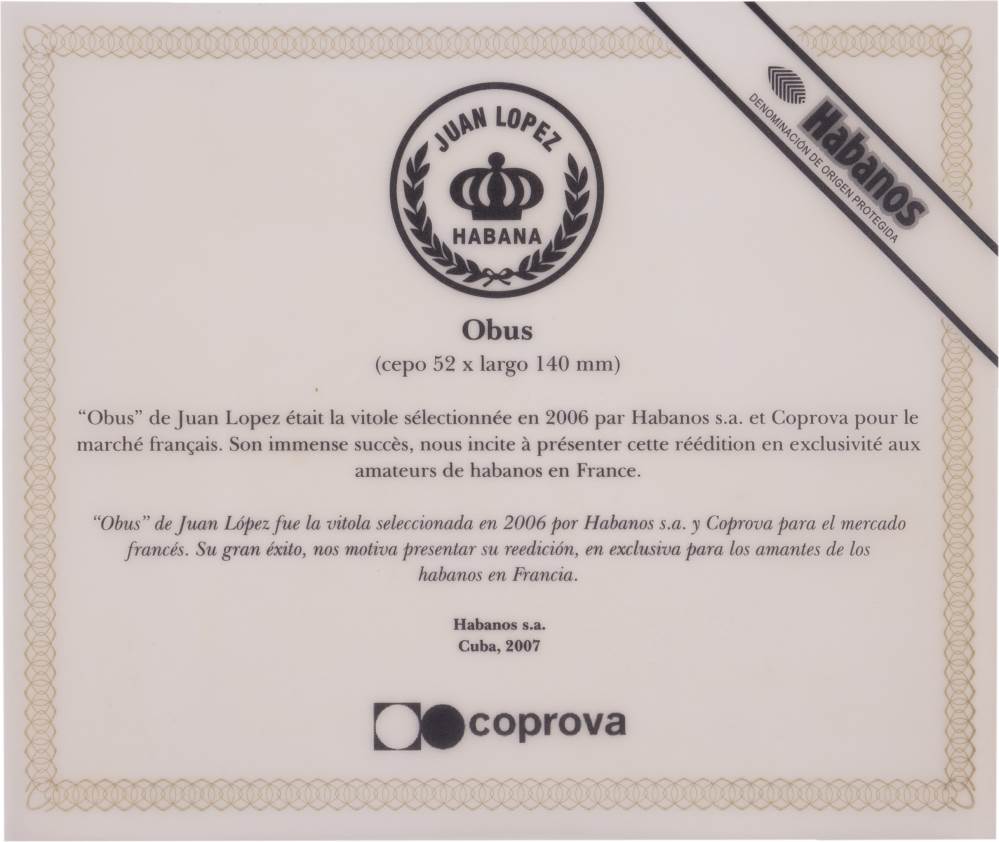 JUAN LOPEZ
HABANA
Habanos
DENOMINACIÓN DE ORIGEN PROTEGIDA
Obus
(cepo 52 x largo 140 mm)
“Obus” de Juan Lopez était la vitole sélectionnée en 2006 par Habanos s.a. et Coprova pour le
marché français. Son immense succès, nous incite à présenter cette réédition en exclusivité aux
amateurs de habanos en France.
“Obus” de Juan López fue la vitola seleccionada en 2006 por Habanos s.a. y Coprova para el mercado
francés. Su gran éxito, nos motiva presentar su reedición, en exclusiva para los amantes de los
habanos en Francia.
Habanos s.a.
Cuba, 2007
coprova